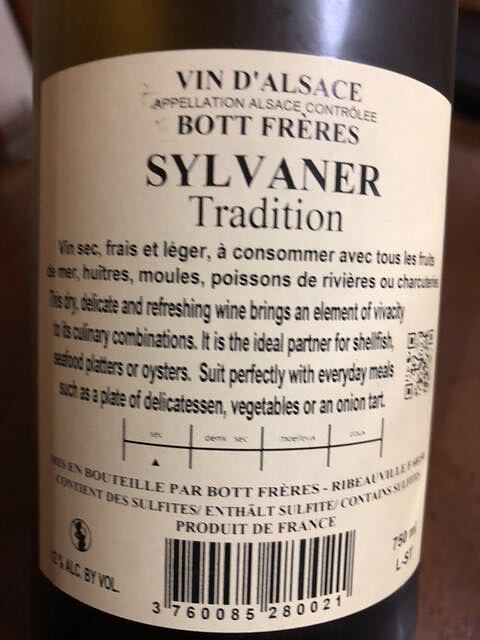 VIN D'ALSACE
APPELLATION ALSACE CONTRÔLEE
BOTT FRÈRES
SYLVANER
Tradition
Vin sec, frais et léger, à consommer avec tous les fruits
de mer, huîtres, moules, poissons de rivières ou charcuteries
This dry, delicate and refreshing wine brings an element of vivacity
to its culinary combinations. It is the ideal partner for shellfish,
seafood platters or oysters. Suit perfectly with everyday meals
such as a plate of delicatessen, vegetables or an onion tart.
sec demi sec moelleux doux
MIS EN BOUTEILLE PAR BOTT FRÈRES - RIBEAUVILLE
CONTIENT DES SULFITES/ ENTHÄLT SULFITE/ CONTAINS SULFITES
PRODUIT DE FRANCE
% ALC. BY VOL.
750 ml
L-S1
3 760085 280021